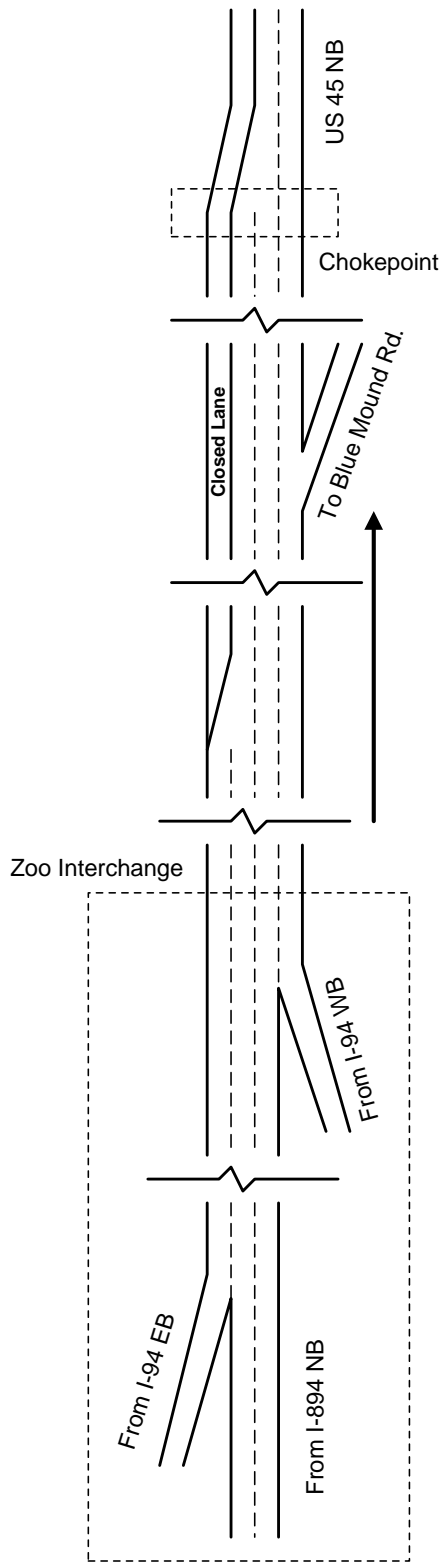 US 45 NB
Chokepoint
To Blue Mound Rd.
Closed Lane
Zoo Interchange
From I-94 WB
From I-94 EB
From I-894 NB